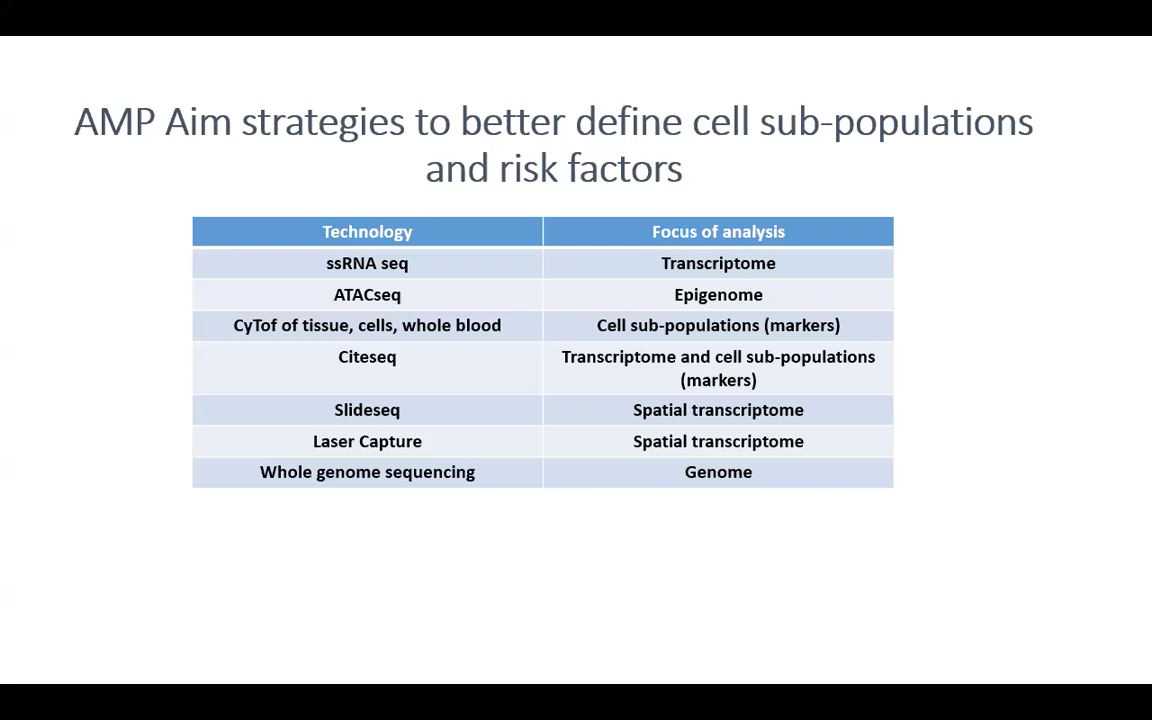 AMP Aim strategies to better define cell sub-populations
and risk factors
Technology Focus of analysis
ssRNA seq Transcriptome
ATACseq Epigenome
CyTof of tissue, cells, whole blood Cell sub-populations (markers)
Citeseq Transcriptome and cell sub-populations
(markers)
Slideseq Spatial transcriptome
Laser Capture Spatial transcriptome
Whole genome sequencing Genome